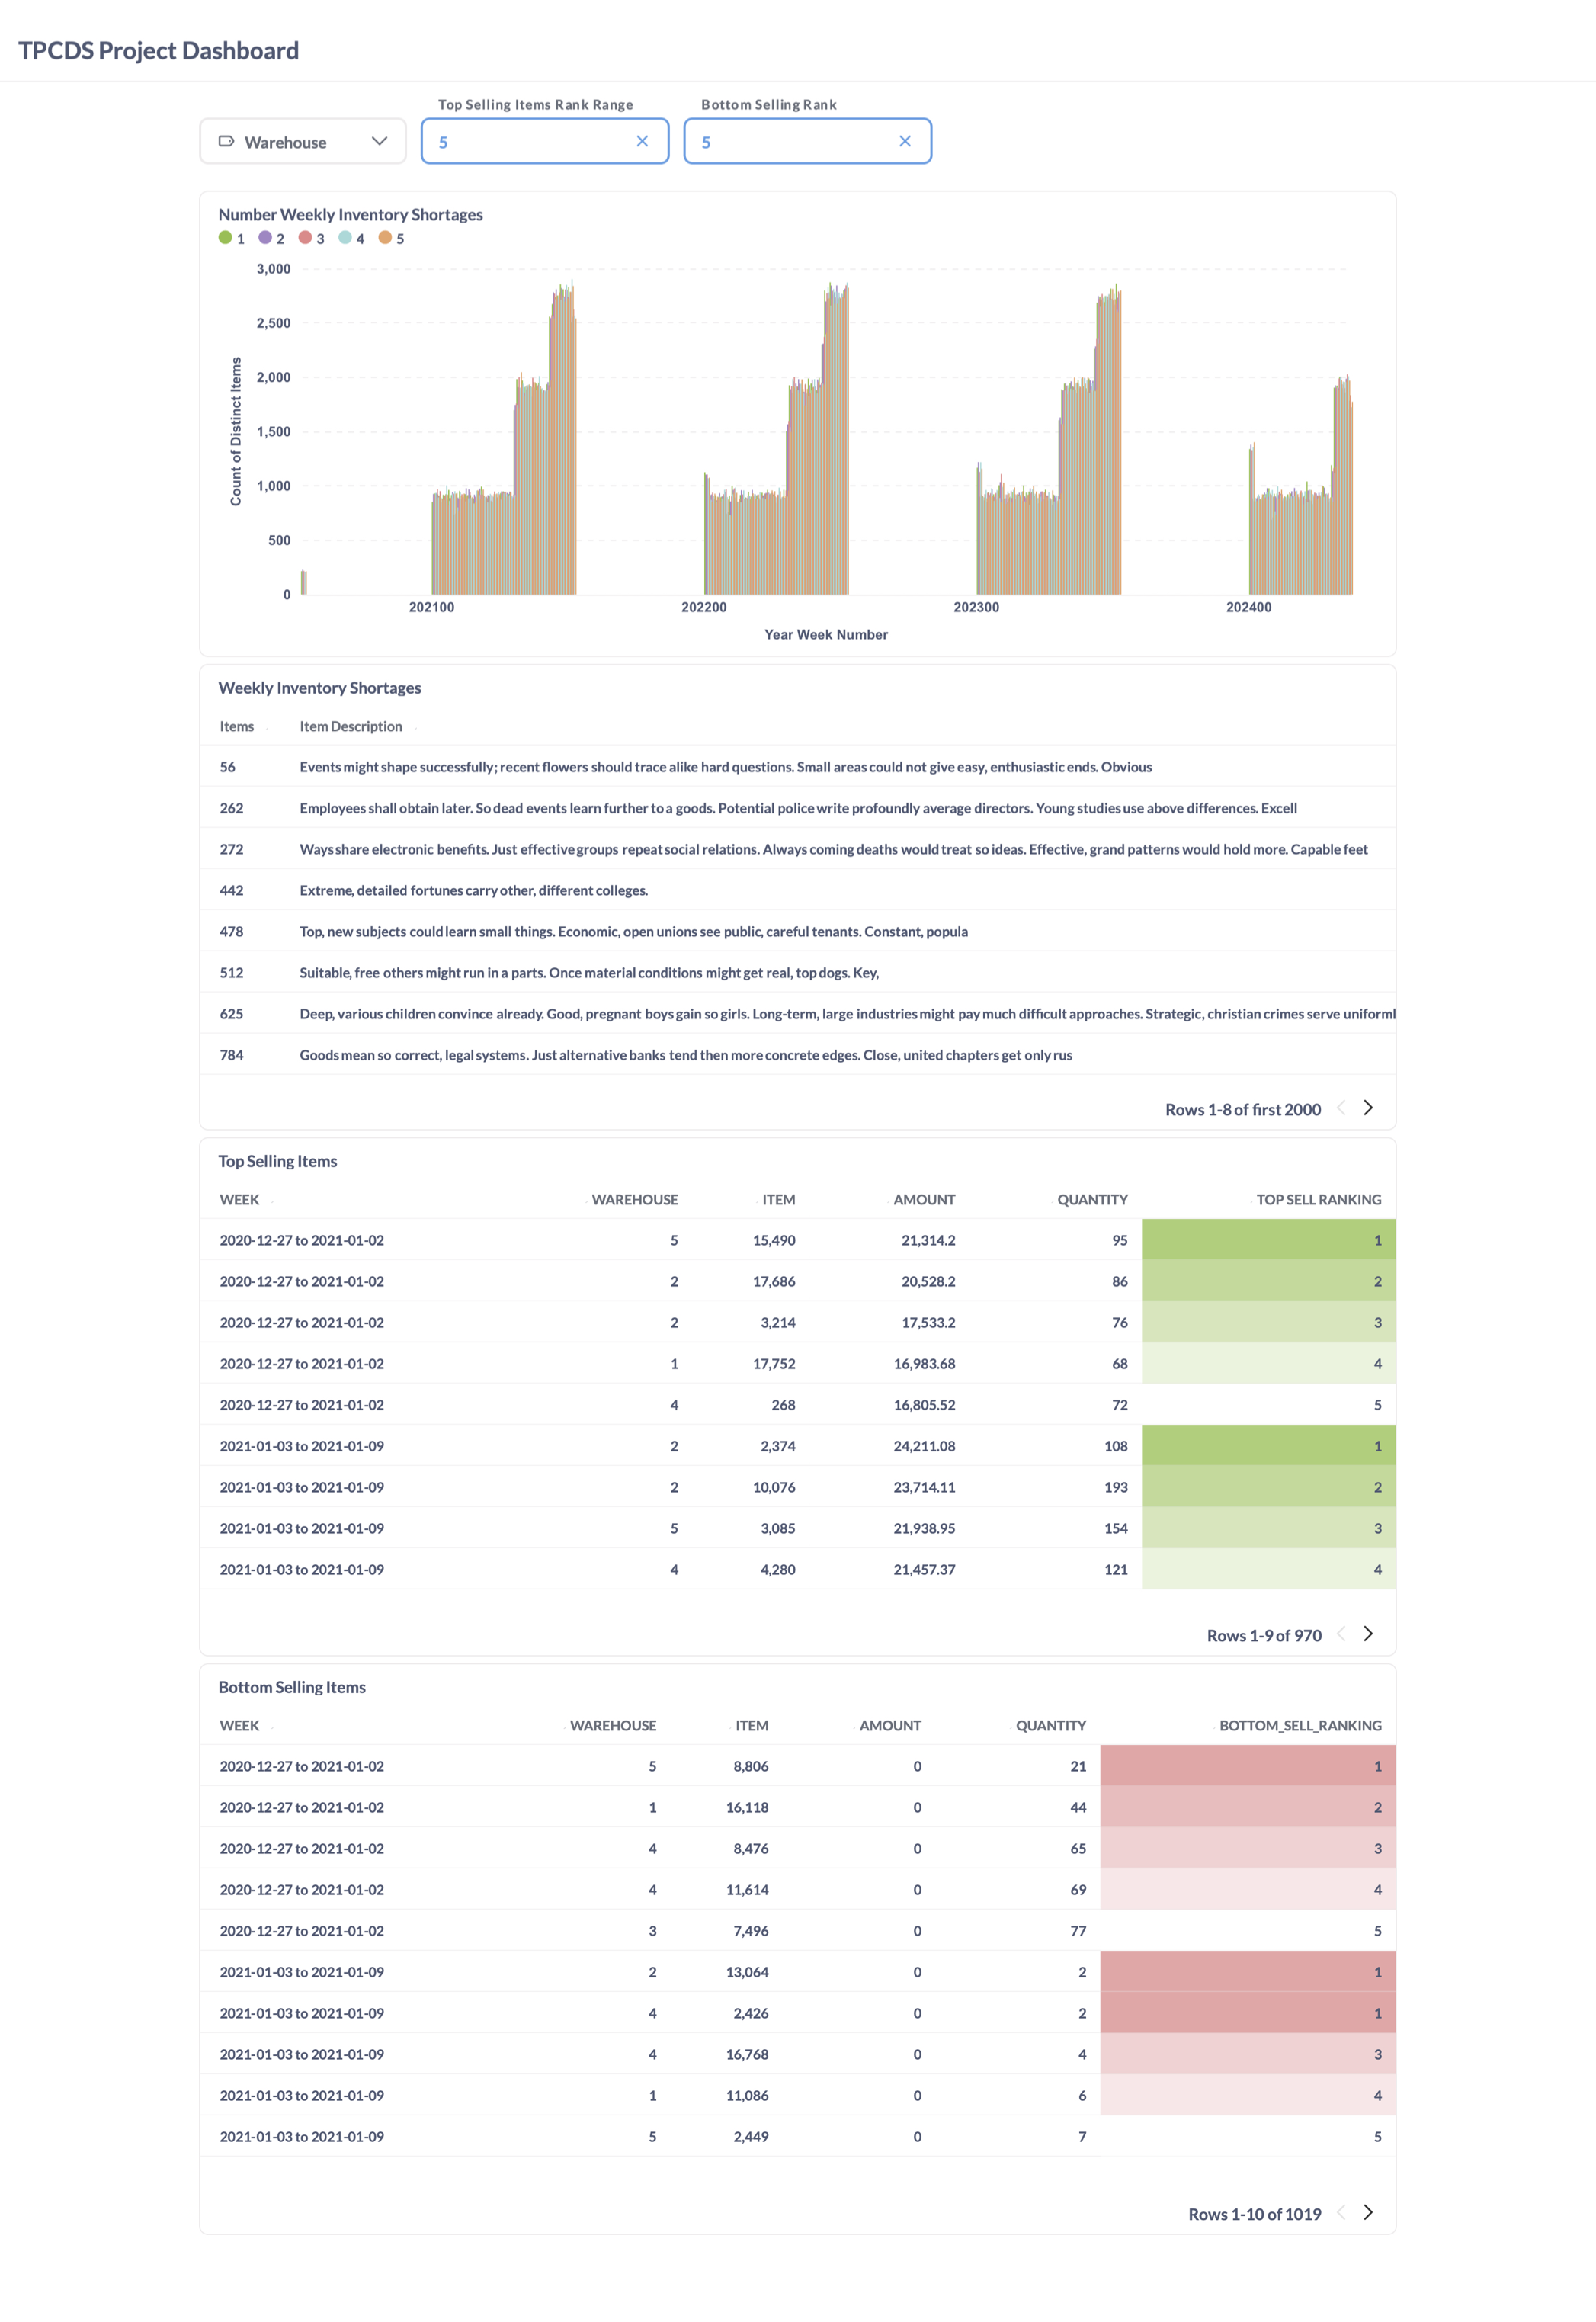 TPCDS Project Dashboard
Top Selling Items Rank Range Bottom Selling Rank
Warehouse 5 5
Number Weekly Inventory Shortages
1 2 3 4 5
3,000
2,500
2,000
1,500
1,000
500
0
Count of Distinct Items
202100 202200 202300 202400
Year Week Number
Weekly Inventory Shortages
Items Item Description
56 Events might shape successfully; recent flowers should trace alike hard questions. Small areas could not give easy, enthusiastic ends. Obvious
262 Employees shall obtain later. So dead events learn further to a goods. Potential police write profoundly average directors. Young studies use above differences. Excell
272 Ways share electronic benefits. Just effective groups repeat social relations. Always coming deaths would treat so ideas. Effective, grand patterns would hold more. Capable feet
442 Extreme, detailed fortunes carry other, different colleges.
478 Top, new subjects could learn small things. Economic, open unions see public, careful tenants. Constant, popula
512 Suitable, free others might run in a parts. Once material conditions might get real, top dogs. Key,
625 Deep, various children convince already. Good, pregnant boys gain so girls. Long-term, large industries might pay much difficult approaches. Strategic, christian crimes serve uniforml
784 Goods mean so correct, legal systems. Just alternative banks tend then more concrete edges. Close, united chapters get only rus
Rows 1-8 of first 2000
Top Selling Items
WEEK WAREHOUSE ITEM AMOUNT QUANTITY TOP SELL RANKING
2020-12-27 to 2021-01-02 5 15,490 21,314.2 95 1
2020-12-27 to 2021-01-02 2 17,686 20,528.2 86 2
2020-12-27 to 2021-01-02 2 3,214 17,533.2 76 3
2020-12-27 to 2021-01-02 1 17,752 16,983.68 68 4
2020-12-27 to 2021-01-02 4 268 16,805.52 72 5
2021-01-03 to 2021-01-09 2 2,374 24,211.08 108 1
2021-01-03 to 2021-01-09 2 10,076 23,714.11 193 2
2021-01-03 to 2021-01-09 5 3,085 21,938.95 154 3
2021-01-03 to 2021-01-09 4 4,280 21,457.37 121 4
Rows 1-9 of 970
Bottom Selling Items
WEEK WAREHOUSE ITEM AMOUNT QUANTITY BOTTOM_SELL_RANKING
2020-12-27 to 2021-01-02 5 8,806 0 21 1
2020-12-27 to 2021-01-02 1 16,118 0 44 2
2020-12-27 to 2021-01-02 4 8,476 0 65 3
2020-12-27 to 2021-01-02 4 11,614 0 69 4
2020-12-27 to 2021-01-02 3 7,496 0 77 5
2021-01-03 to 2021-01-09 2 13,064 0 2 1
2021-01-03 to 2021-01-09 4 2,426 0 2 1
2021-01-03 to 2021-01-09 4 16,768 0 4 3
2021-01-03 to 2021-01-09 1 11,086 0 6 4
2021-01-03 to 2021-01-09 5 2,449 0 7 5
Rows 1-10 of 1019